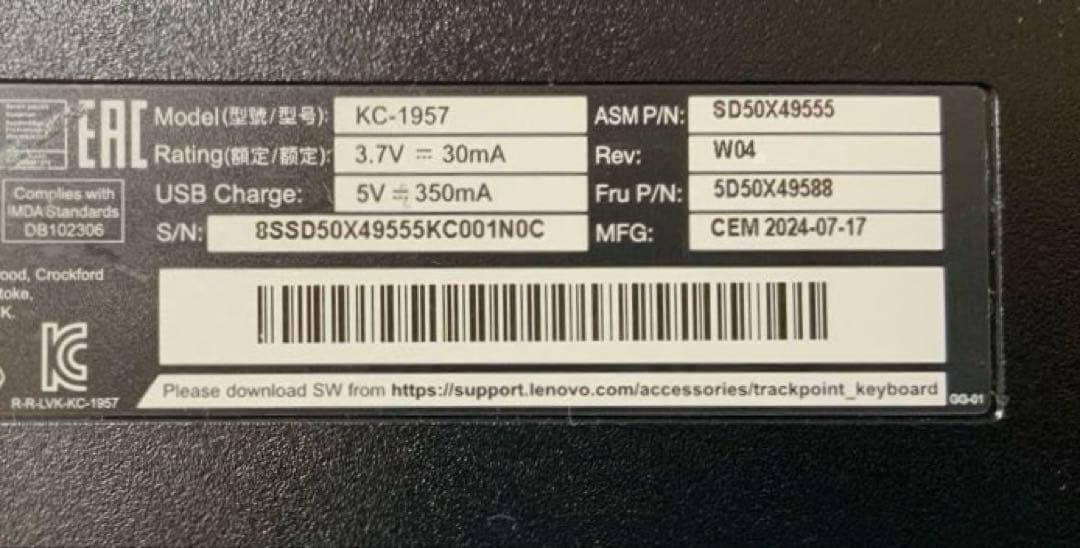 EAC
Complies with
IMDA Standards
DB102306
ood, Crockford
toke,
K.
R-R-LVK-KC-1957
Model(型號/型号): KC-1957
Rating(額定/额定): 3.7V ⎓ 30mA
USB Charge: 5V ⎓ 350mA
S/N: 8SSD50X49555KC001N0C
ASM P/N: SD50X49555
Rev: W04
Fru P/N: 5D50X49588
MFG: CEM 2024-07-17
Please download SW from https://support.lenovo.com/accessories/trackpoint_keyboard
GG-01